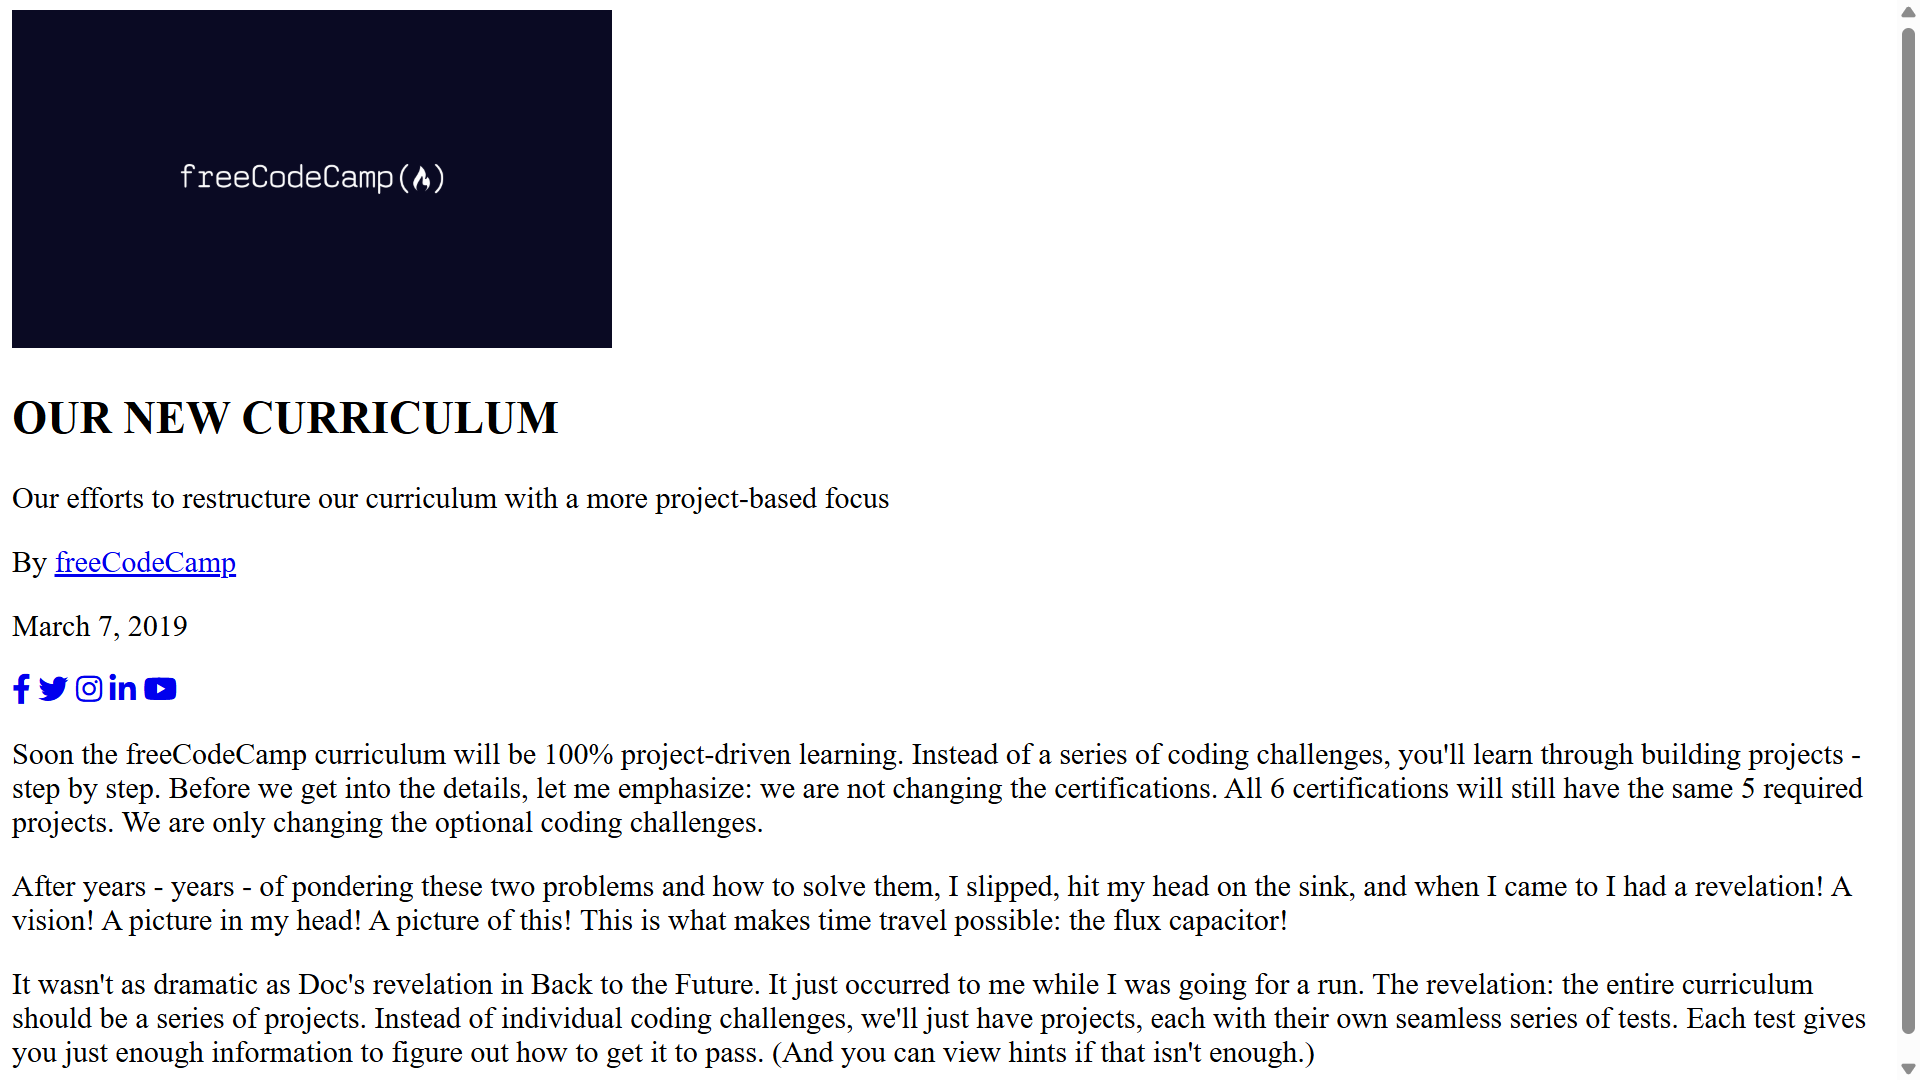 freeCodeCamp
OUR NEW CURRICULUM
Our efforts to restructure our curriculum with a more project-based focus
By freeCodeCamp
March 7, 2019
Soon the freeCodeCamp curriculum will be 100% project-driven learning. Instead of a series of coding challenges, you'll learn through building projects -
step by step. Before we get into the details, let me emphasize: we are not changing the certifications. All 6 certifications will still have the same 5 required
projects. We are only changing the optional coding challenges.
After years - years - of pondering these two problems and how to solve them, I slipped, hit my head on the sink, and when I came to I had a revelation! A
vision! A picture in my head! A picture of this! This is what makes time travel possible: the flux capacitor!
It wasn't as dramatic as Doc's revelation in Back to the Future. It just occurred to me while I was going for a run. The revelation: the entire curriculum
should be a series of projects. Instead of individual coding challenges, we'll just have projects, each with their own seamless series of tests. Each test gives
you just enough information to figure out how to get it to pass. (And you can view hints if that isn't enough.)